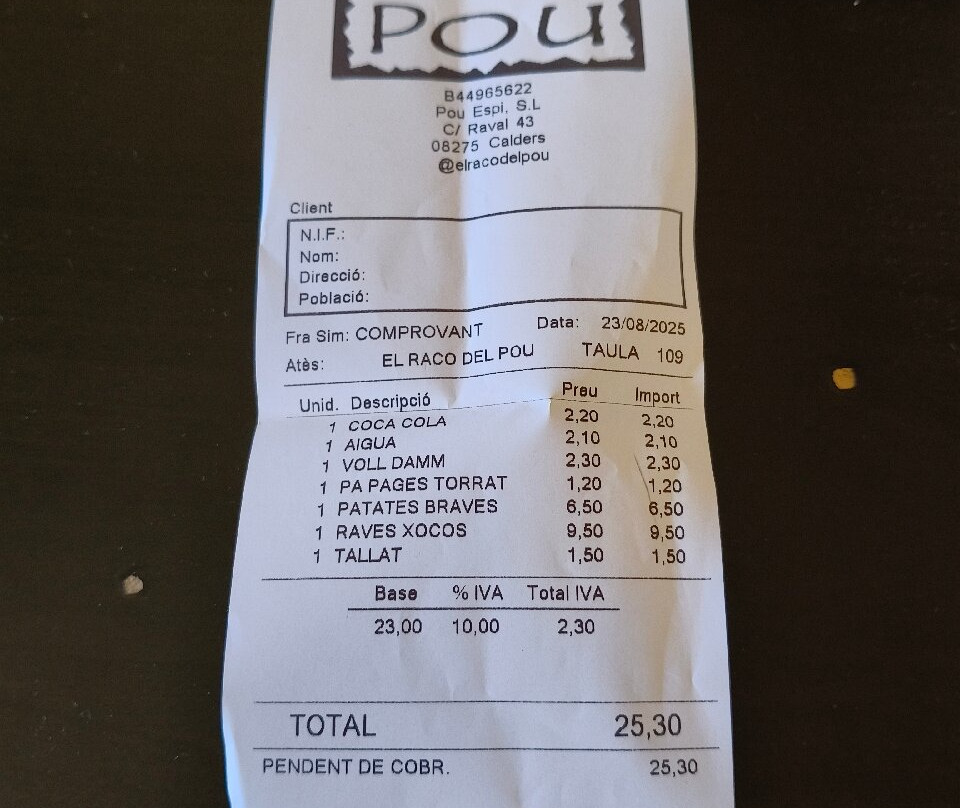 POU
B44965622
Pou Espi, S.L
C/ Raval 43
08275 Calders
@elracodelpou
Client
N.I.F.:
Nom:
Direcció:
Població:
Fra Sim: COMPROVANT Data: 23/08/2025
Atès: EL RACO DEL POU TAULA 109
Unid. Descripció Preu Import
1 COCA COLA 2,20 2,20
1 AIGUA 2,10 2,10
1 VOLL DAMM 2,30 2,30
1 PA PAGES TORRAT 1,20 1,20
1 PATATES BRAVES 6,50 6,50
1 RAVES XOCOS 9,50 9,50
1 TALLAT 1,50 1,50
Base % IVA Total IVA
23,00 10,00 2,30
TOTAL 25,30
PENDENT DE COBR. 25,30